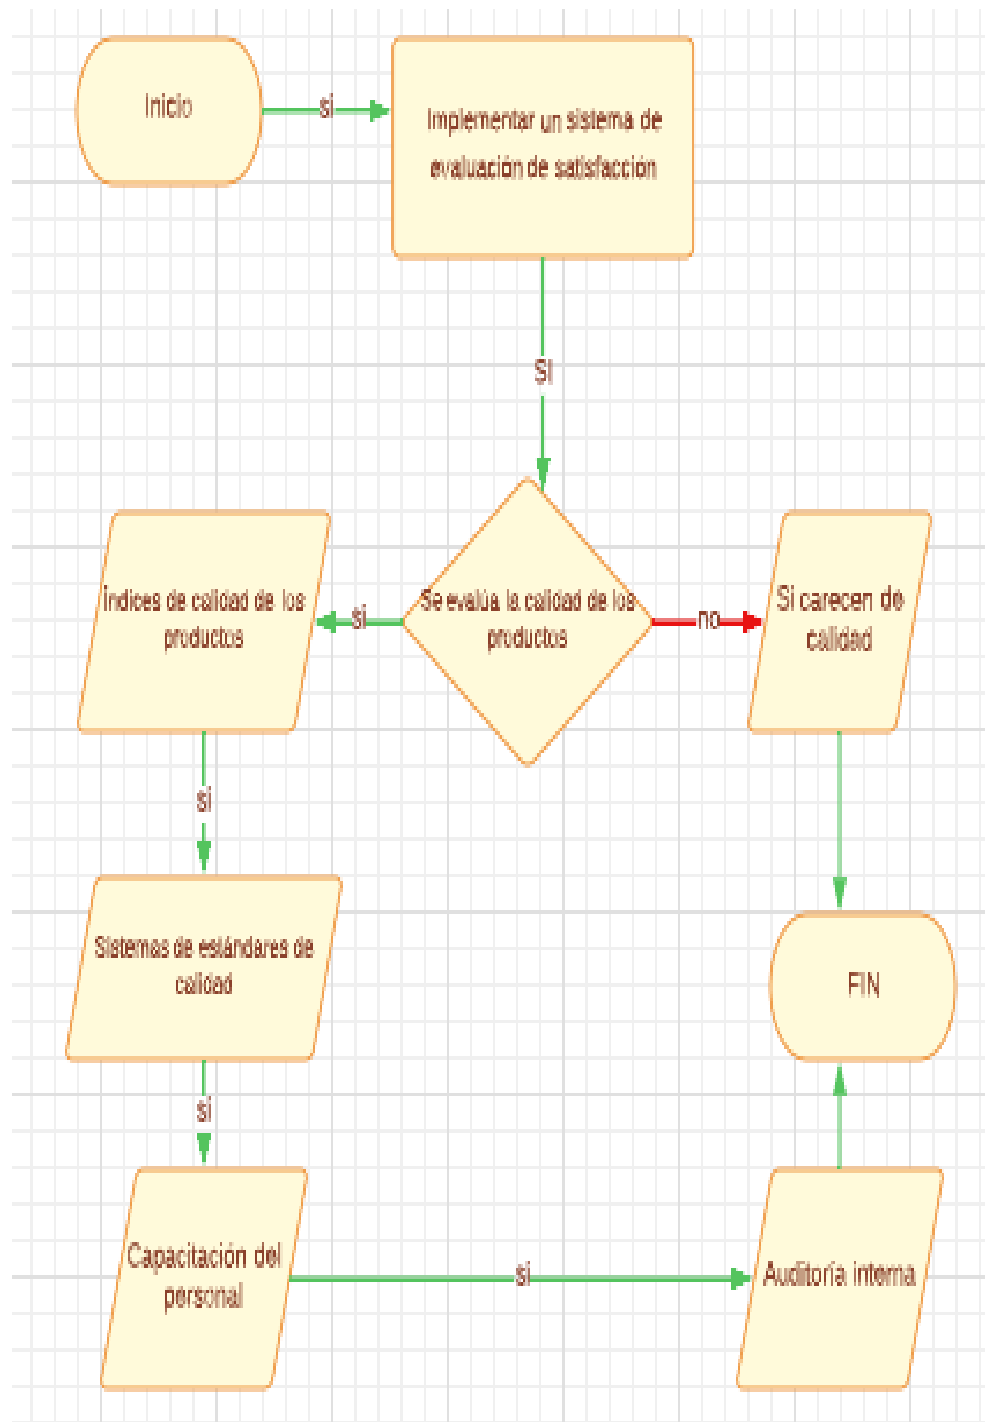 Inicio
si
Implementar un sistema de
evaluación de satisfacción
SI
Índices de calidad de los
productos
si
Se evalúa la calidad de los
productos
no
Si carecen de
calidad
si
Sistemas de estándares de
calidad
FIN
si
Capacitación del
personal
si
Auditoría interna